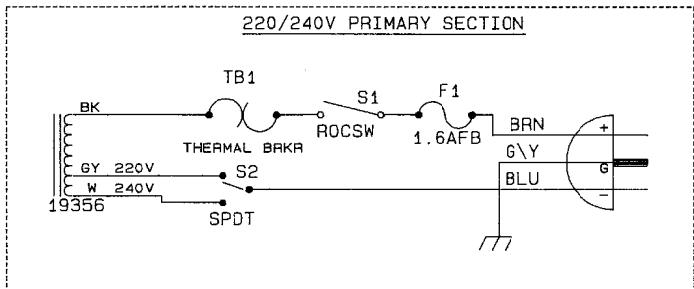 220/240V PRIMARY SECTION
TB1
S1
F1
BK
THERMAL BRKR
ROCSW
1.6AFB
BRN
+
G\Y
G
GY 220V
S2
BLU
-
W 240V
19356
SPDT